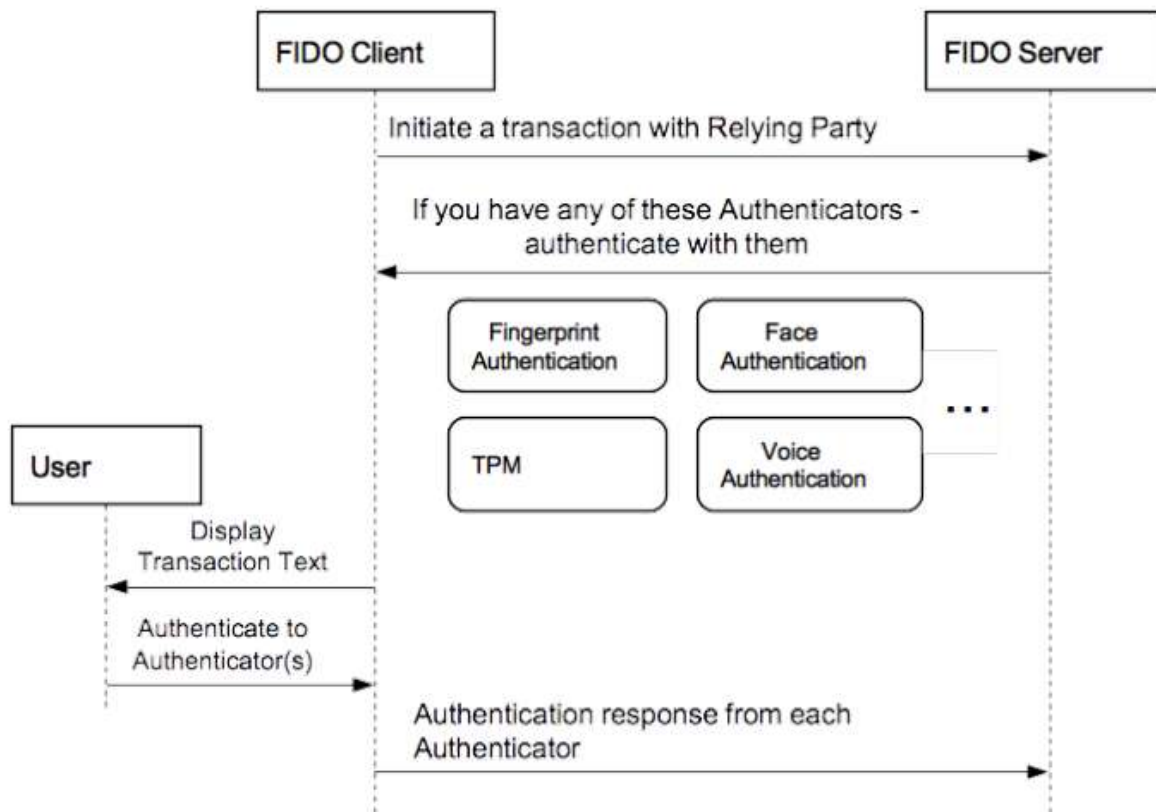 FIDO Client
FIDO Server
Initiate a transaction with Relying Party
If you have any of these Authenticators -
authenticate with them
Fingerprint
Authentication
Face
Authentication
...
TPM
Voice
Authentication
User
Display
Transaction Text
Authenticate to
Authenticator(s)
Authentication response from each
Authenticator